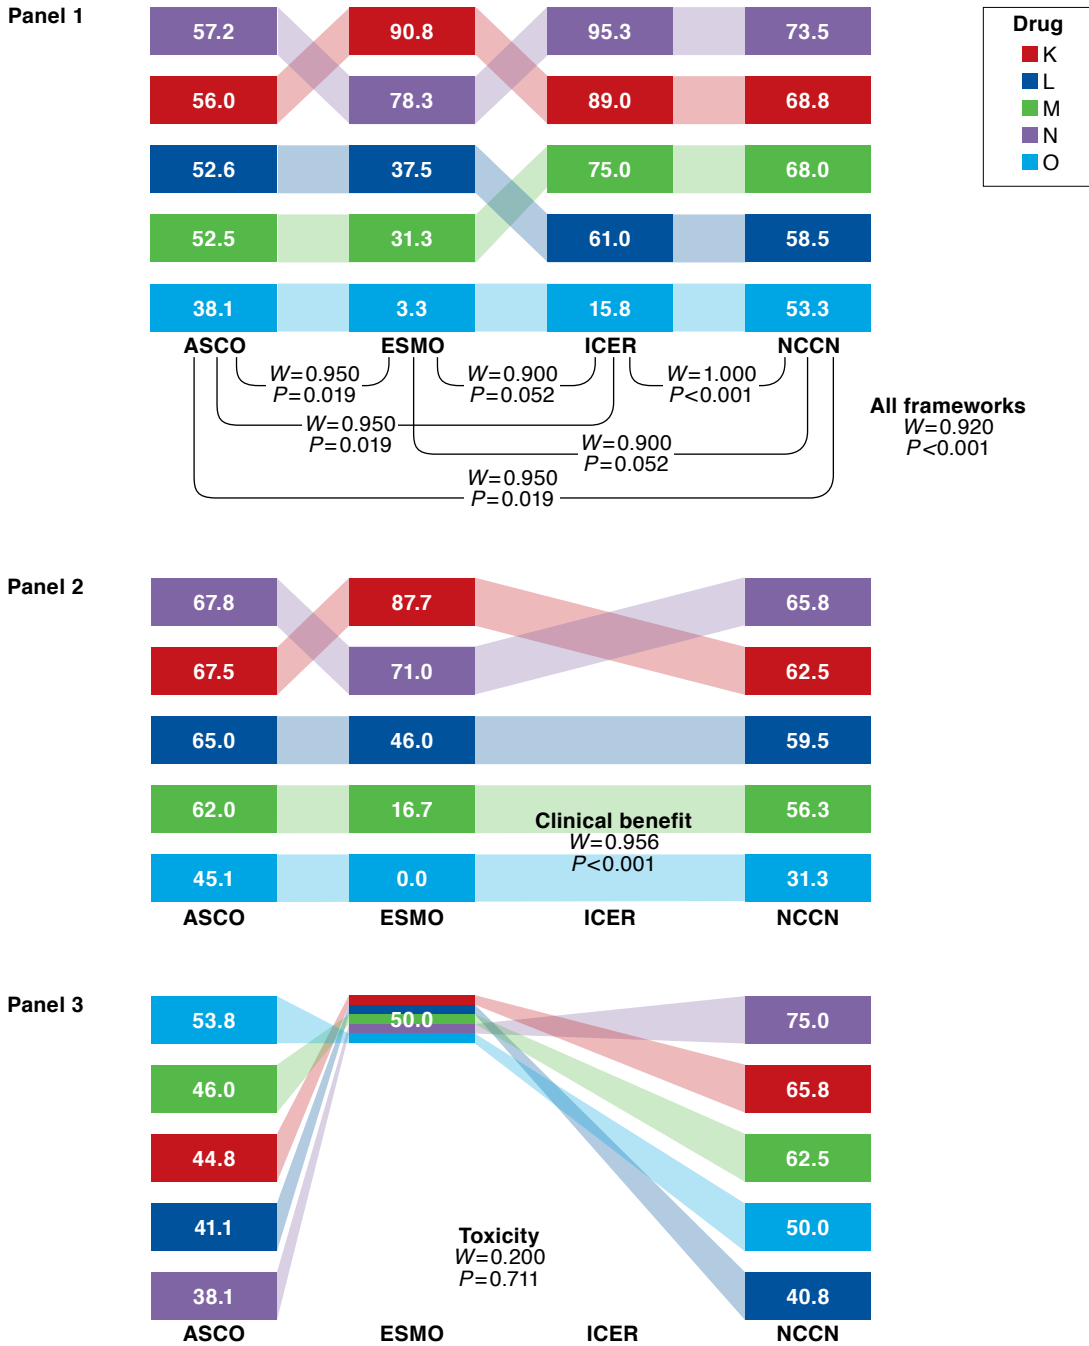 Panel 1
57.2 90.8 95.3 73.5
56.0 78.3 89.0 68.8
52.6 37.5 75.0 68.0
52.5 31.3 61.0 58.5
38.1 3.3 15.8 53.3
ASCO ESMO ICER NCCN
Drug
K
L
M
N
O
W=0.950
P=0.019
W=0.900
P=0.052
W=1.000
P<0.001
W=0.950
P=0.019
W=0.900
P=0.052
W=0.950
P=0.019
All frameworks
W=0.920
P<0.001
Panel 2
67.8 87.7 65.8
67.5 71.0 62.5
65.0 46.0 59.5
62.0 16.7 56.3
45.1 0.0 31.3
Clinical benefit
W=0.956
P<0.001
ASCO ESMO ICER NCCN
Panel 3
53.8 50.0 75.0
46.0 65.8
44.8 62.5
41.1 50.0
38.1 40.8
Toxicity
W=0.200
P=0.711
ASCO ESMO ICER NCCN